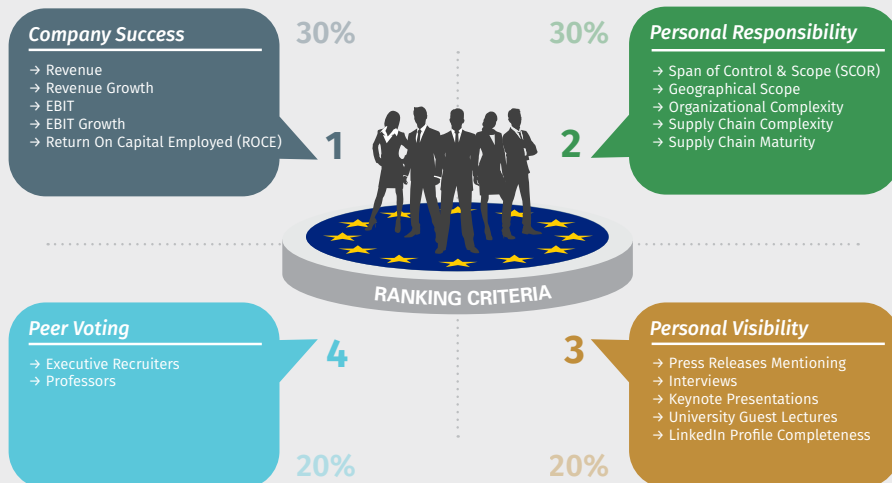 Company Success
→ Revenue
→ Revenue Growth
→ EBIT
→ EBIT Growth
→ Return On Capital Employed (ROCE)
30%
1
30%
2
Personal Responsibility
→ Span of Control & Scope (SCOR)
→ Geographical Scope
→ Organizational Complexity
→ Supply Chain Complexity
→ Supply Chain Maturity
RANKING CRITERIA
Peer Voting
→ Executive Recruiters
→ Professors
4
20%
3
20%
Personal Visibility
→ Press Releases Mentioning
→ Interviews
→ Keynote Presentations
→ University Guest Lectures
→ LinkedIn Profile Completeness